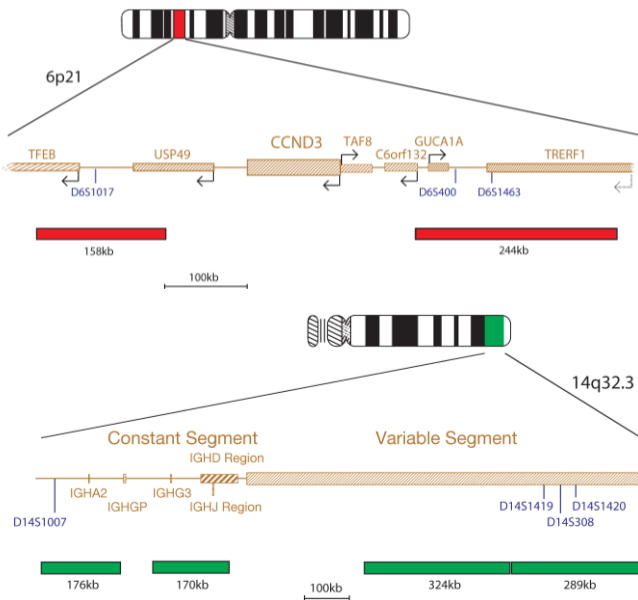 6p21
TFEB
USP49
CCND3
TAF8
C6orf132
GUCA1A
TRERF1
D6S1017
D6S400
D6S1463
158kb
244kb
100kb
14q32.3
Constant Segment
Variable Segment
IGHD Region
IGHA2
IGHGP
IGHG3
IGHJ Region
D14S1007
D14S1419
D14S308
D14S1420
176kb
170kb
100kb
324kb
289kb